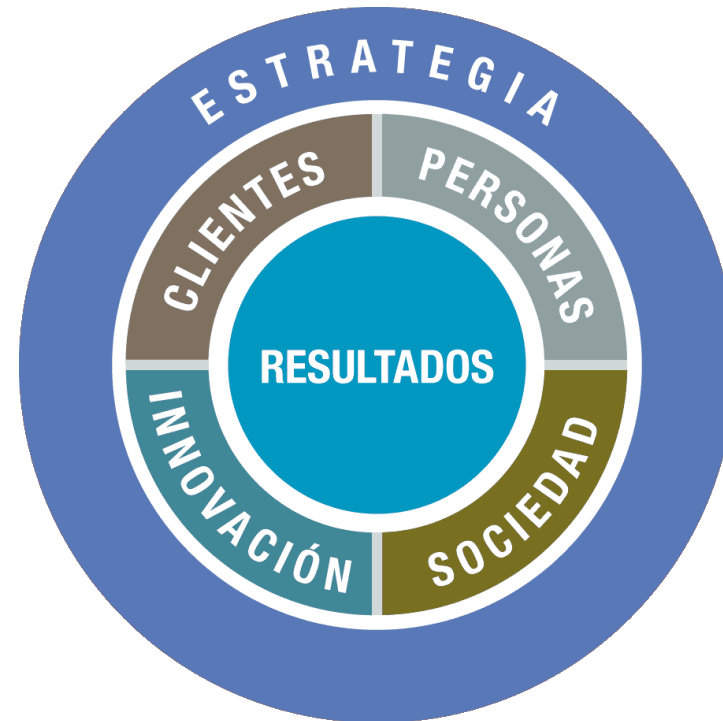 ESTRATEGIA
CLIENTES
PERSONAS
RESULTADOS
INNOVACIÓN
SOCIEDAD